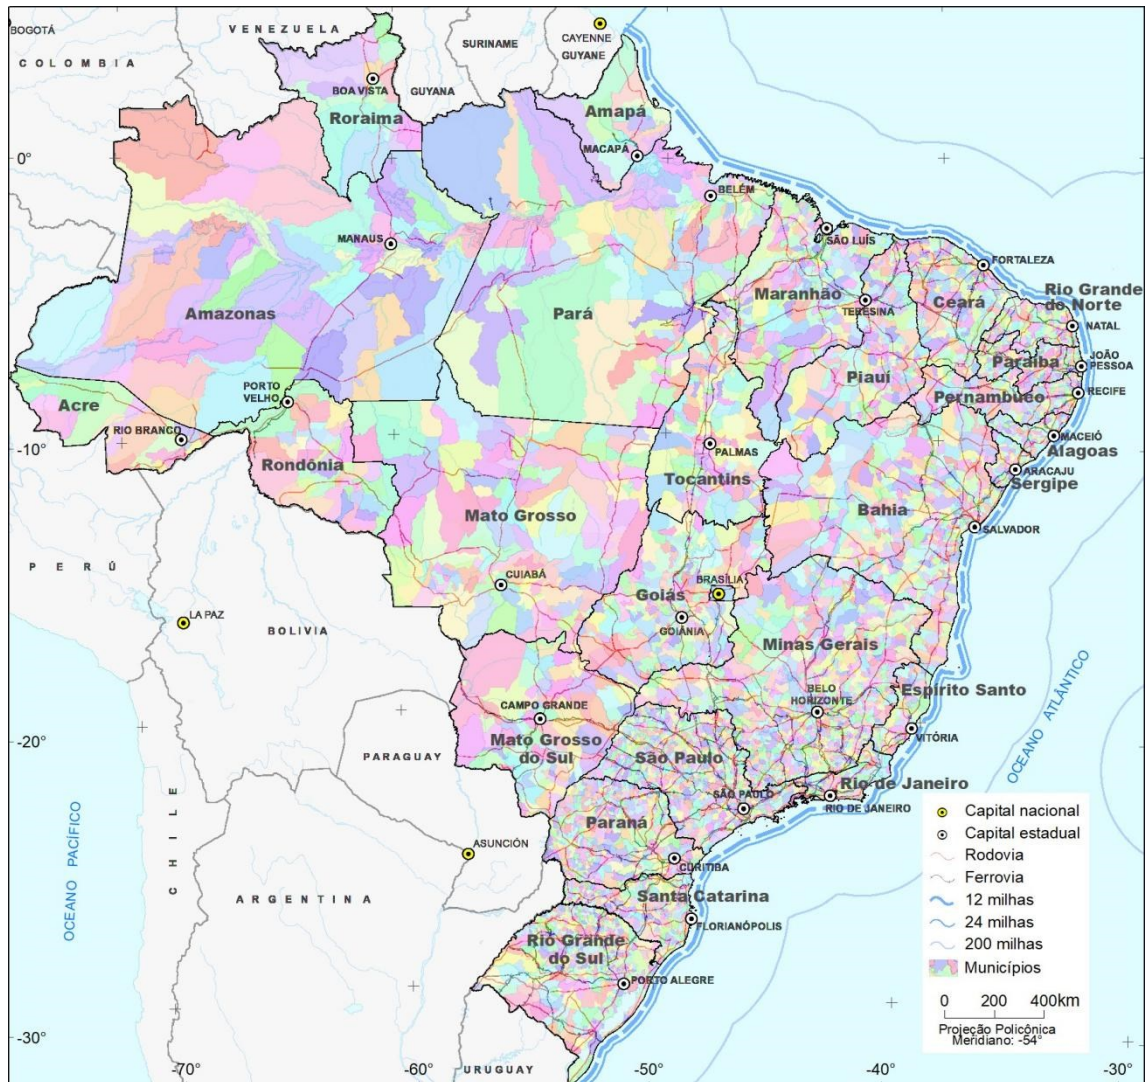 BOGOTÁ
VENEZUELA
COLOMBIA
SURINAME
CAYENNE
GUYANE
GUYANA
BOA VISTA
Roraima
Amapá
MACAPÁ
0°
BELÉM
MANAUS
SÃO LUÍS
FORTALEZA
Amazonas
Pará
Maranhão
TERESINA
Ceará
Rio Grande
do Norte
NATAL
Paraíba
JOÃO
PESSOA
Piauí
Pernambuco
RECIFE
Acre
PORTO
VELHO
RIO BRANCO
-10°
Rondônia
PALMAS
Tocantins
MACEIÓ
Alagoas
ARACAJU
Sergipe
Mato Grosso
Bahia
SALVADOR
PERÚ
CUIABÁ
Goiás
BRASÍLIA
GOIÂNIA
LA PAZ
BOLIVIA
Minas Gerais
BELO
HORIZONTE
Espírito Santo
VITÓRIA
OCEANO ATLÂNTICO
CAMPO GRANDE
Mato Grosso
do Sul
-20°
PARAGUAY
São Paulo
SÃO PAULO
Rio de Janeiro
RIO DE JANEIRO
Paraná
CURITIBA
ASUNCIÓN
OCEANO PACÍFICO
CHILE
ARGENTINA
Santa Catarina
FLORIANÓPOLIS
Rio Grande
do Sul
PORTO ALEGRE
-30°
URUGUAY
-70°
-60°
-50°
-40°
-30°
Capital nacional
Capital estadual
Rodovia
Ferrovia
12 milhas
24 milhas
200 milhas
Municípios
0 200 400km
Projeção Policônica
Meridiano: -54°